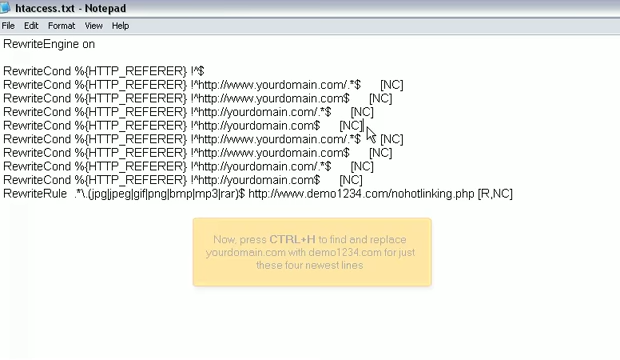 htaccess.txt - Notepad
File Edit Format View Help
RewriteEngine on
RewriteCond %{HTTP_REFERER} !^$
RewriteCond %{HTTP_REFERER} !^http://www.yourdomain.com/.*$ [NC]
RewriteCond %{HTTP_REFERER} !^http://www.yourdomain.com$ [NC]
RewriteCond %{HTTP_REFERER} !^http://yourdomain.com/.*$ [NC]
RewriteCond %{HTTP_REFERER} !^http://yourdomain.com$ [NC]
RewriteCond %{HTTP_REFERER} !^http://www.yourdomain.com/.*$ [NC]
RewriteCond %{HTTP_REFERER} !^http://www.yourdomain.com$ [NC]
RewriteCond %{HTTP_REFERER} !^http://yourdomain.com/.*$ [NC]
RewriteCond %{HTTP_REFERER} !^http://yourdomain.com$ [NC]
RewriteRule .*\.(jpg|jpeg|gif|png|bmp|mp3|rar)$ http://www.demo1234.com/nohotlinking.php [R,NC]
Now, press CTRL+H to find and replace
yourdomain.com with demo1234.com for just
these four newest lines